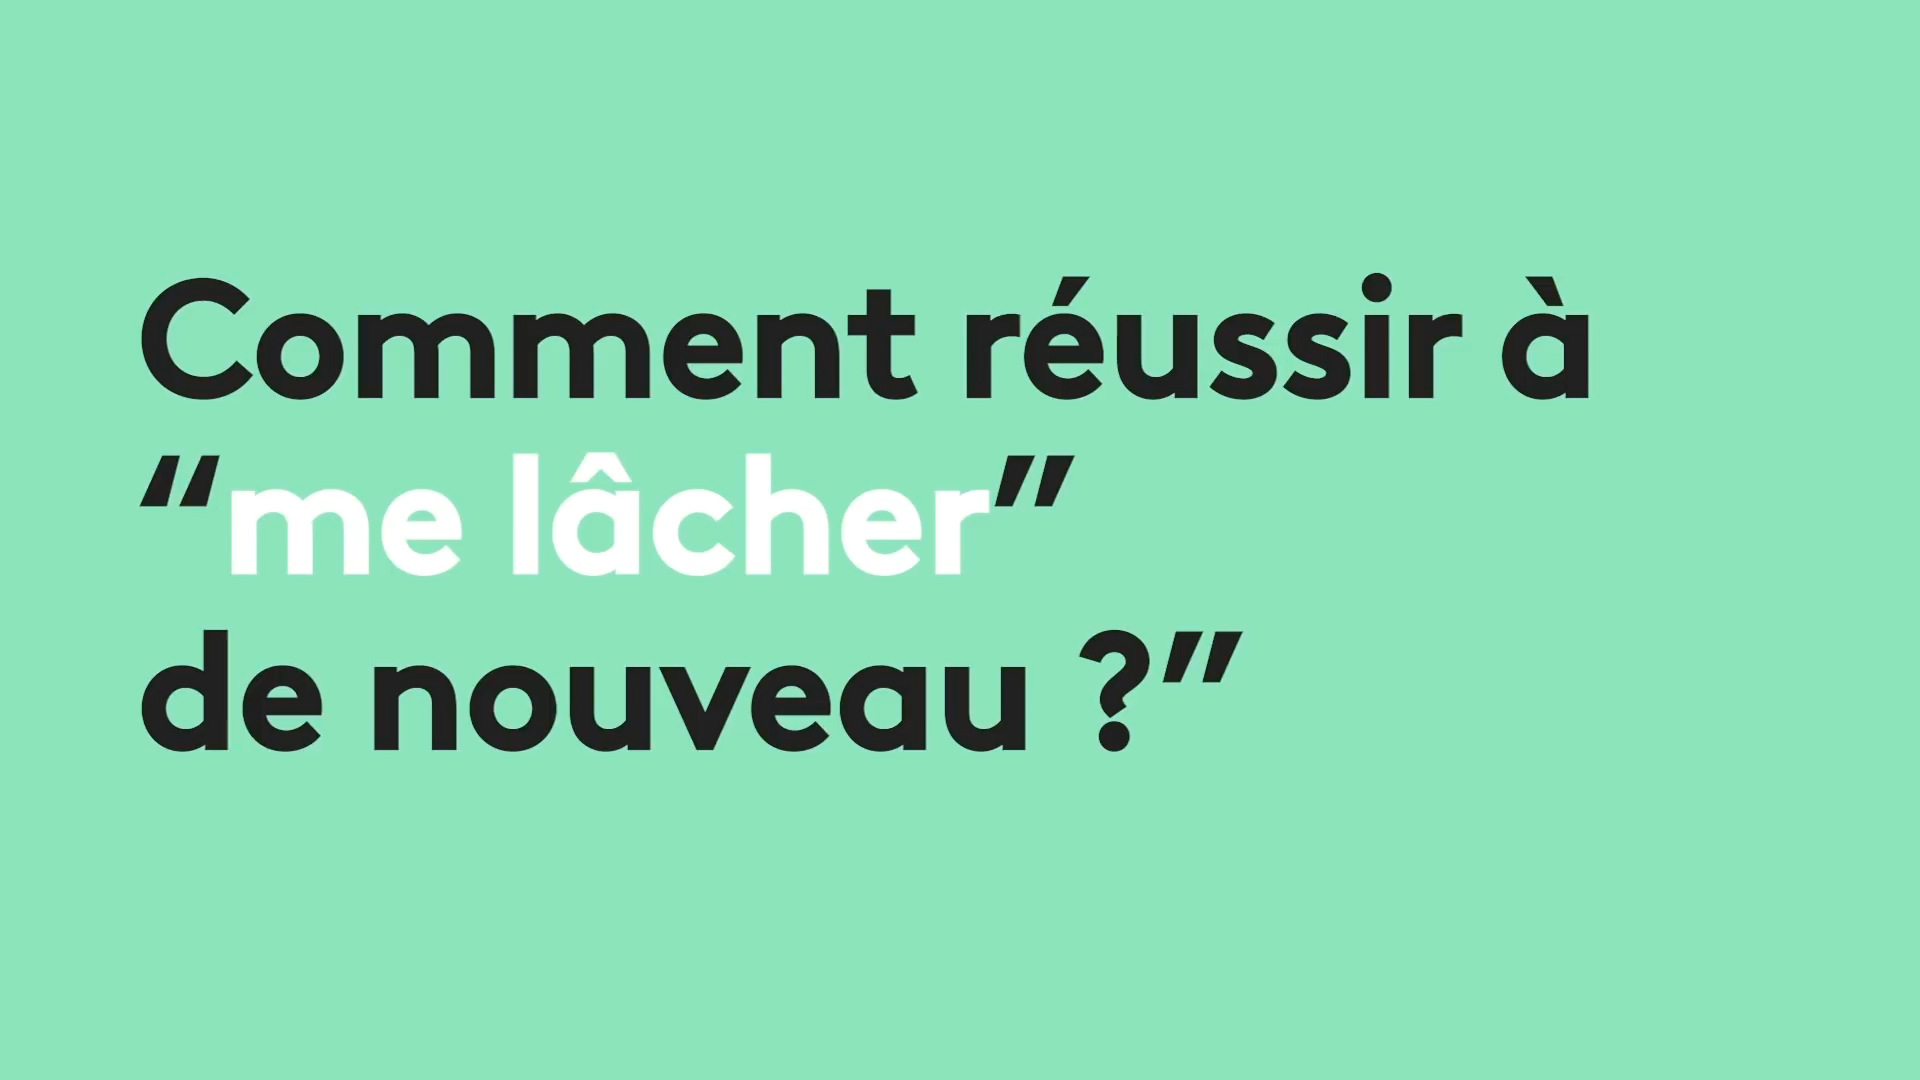 Comment réussir à
“me lâcher”
de nouveau ?”